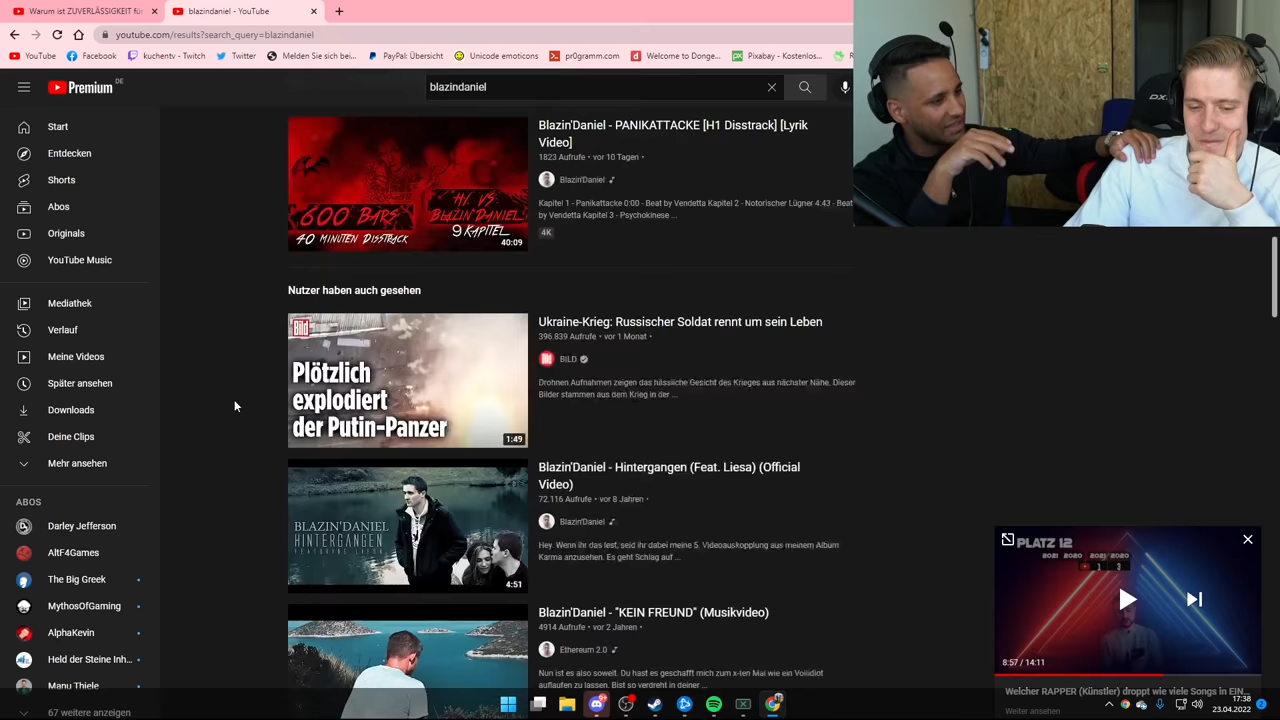 Warum ist ZUVERLÄSSIGKEIT für
blazindaniel - YouTube
youtube.com/results?search_query=blazindaniel
YouTube
Facebook
kuchentv - Twitch
Twitter
Melden Sie sich bei...
PayPal Übersicht
Unicode emoticons
pr0gramm.com
Welcome to Donge...
Pixabay - Kostenlos...
Premium DE
blazindaniel
Start
Entdecken
Shorts
Abos
Originals
YouTube Music
Mediathek
Verlauf
Meine Videos
Später ansehen
Downloads
Deine Clips
Mehr ansehen
ABOS
Darley Jefferson
AltF4Games
The Big Greek
MythosOfGaming
AlphaKevin
Held der Steine Inh...
Manu Thiele
67 weitere anzeigen
600 BARS
40 MINUTEN DISSTRACK
H1 VS.
BLAZIN'DANIEL
9 KAPITEL
40:09
Blazin'Daniel - PANIKATTACKE [H1 Disstrack] [Lyrik
Video]
1823 Aufrufe • vor 10 Tagen •
Blazin'Daniel
Kapitel 1 - Panikattacke 0:00 - Beat by Vendetta Kapitel 2 - Notorischer Lügner 4:43 - Beat
by Vendetta Kapitel 3 - Psychokinese ...
4K
Nutzer haben auch gesehen
Bild
Plötzlich
explodiert
der Putin-Panzer
1:49
Ukraine-Krieg: Russischer Soldat rennt um sein Leben
396.839 Aufrufe • vor 1 Monat •
BILD
Drohnen Aufnahmen zeigen das hässliche Gesicht des Krieges aus nächster Nähe. Dieser
Bilder stammen aus dem Krieg in der ...
BLAZIN'DANIEL
HINTERGANGEN
4:51
Blazin'Daniel - Hintergangen (Feat. Liesa) (Official
Video)
72.116 Aufrufe • vor 8 Jahren •
Blazin'Daniel
Hey. Wenn ihr das lest, seid ihr dabei meine 5. Videoauskopplung aus meinem Album
Karma anzusehen. Es geht Schlag auf ...
Blazin'Daniel - "KEIN FREUND" (Musikvideo)
4914 Aufrufe • vor 2 Jahren •
Ethereum 2.0
Nun ist es also soweit. Du hast es geschafft mich zum x-ten Mal wie ein Vollidiot
auflaufen zu lassen. Bist so verdreht in deiner ...
PLATZ 12
2021 2020 2021 2020
1 3
8:57 / 14:11
Welcher RAPPER (Künstler) droppt wie viele Songs in EIN...
Weiter ansehen
17:38
23.04.2022